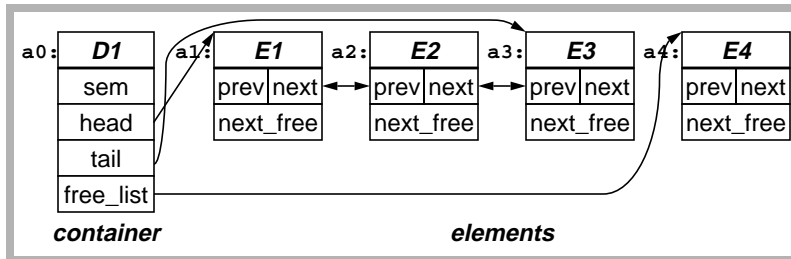 a0: D1 a1: E1 a2: E2 a3: E3 a4: E4
sem prev next prev next prev next prev next
head next_free next_free next_free next_free
tail
free_list
container elements